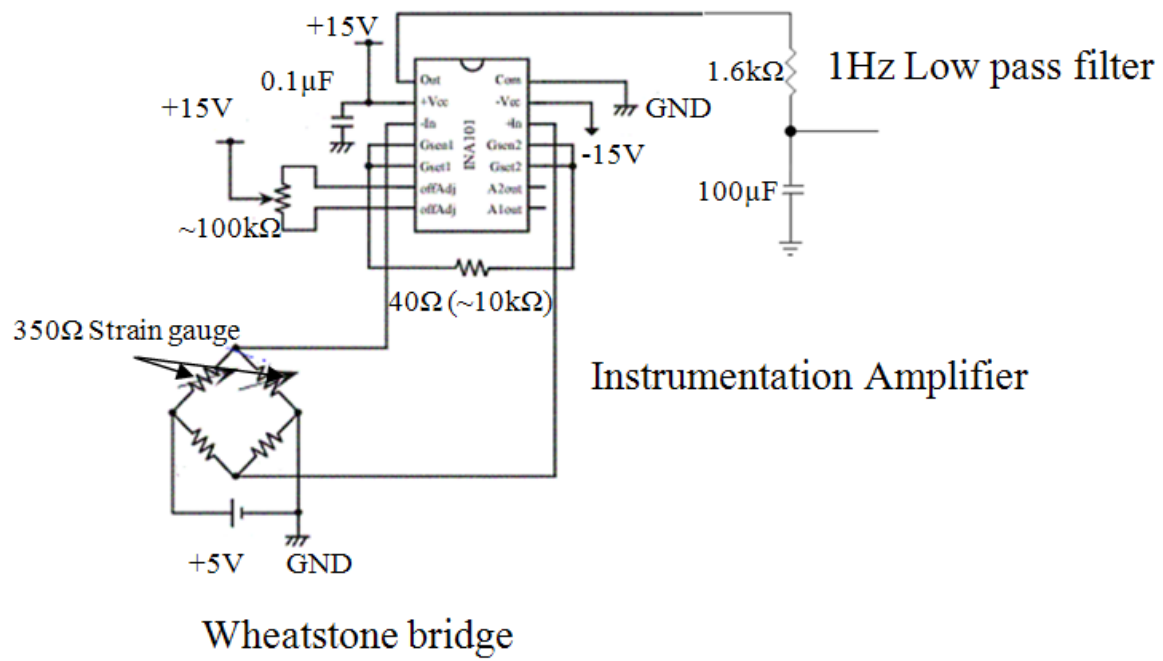 +15V
0.1µF
+15V
~100kΩ
Out
+Vcc
-In
Gsen1
Gset1
offAdj
offAdj
INA101
Com
-Vcc
+In
Gsen2
Gset2
A2out
A1out
GND
-15V
40Ω (~10kΩ)
1.6kΩ
1Hz Low pass filter
100µF
350Ω Strain gauge
Instrumentation Amplifier
+5V
GND
Wheatstone bridge